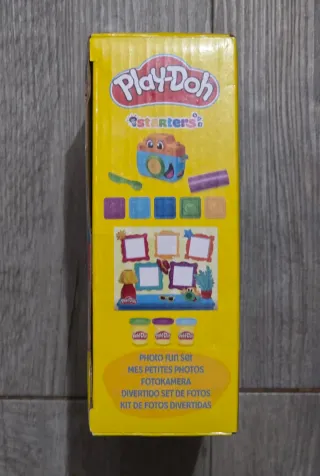 PLAY-DOH
STARTERS
PHOTO FUN SET
MES PETITES PHOTOS
FOTOKAMERA
DIVERTIDO SET DE FOTOS
KIT DE FOTOS DIVERTIDAS